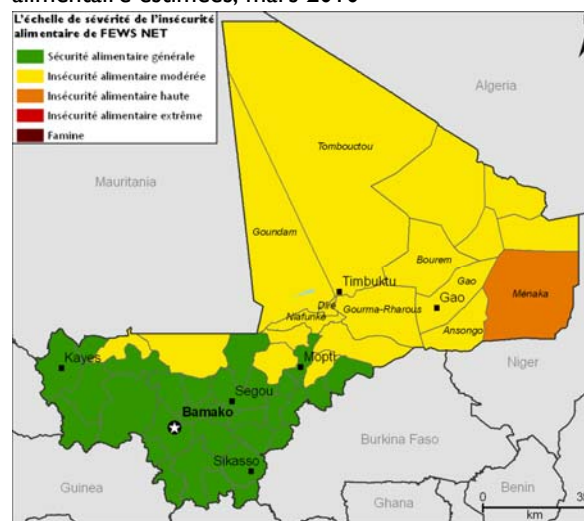 alimentaire estimées, mars 2010
L'échelle de sévérité de l'insécurité
alimentaire de FEWS NET
Sécurité alimentaire générale
Insécurité alimentaire modérée
Insécurité alimentaire haute
Insécurité alimentaire extrême
Famine
Algeria
Mauritania
Tombouctou
Goundam
Bourem
Timbuktu
Gao
Gao
Menaka
Diré
Niafunke
Gourma-Rharous
Ansongo
Kayes
Mopti
Niger
Segou
Bamako
Burkina Faso
Sikasso
Guinea
Benin
Ghana
0
km